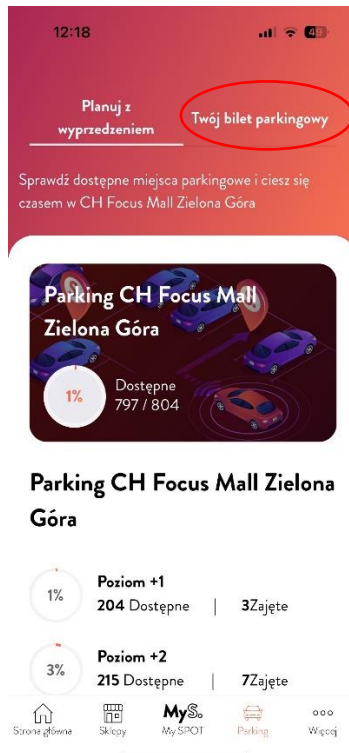 12:18
49
Planuj z
wyprzedzeniem
Twój bilet parkingowy
Sprawdź dostępne miejsca parkingowe i ciesz się
czasem w CH Focus Mall Zielona Góra
Parking CH Focus Mall
Zielona Góra
1%
Dostępne
797 / 804
Parking CH Focus Mall Zielona
Góra
1%
Poziom +1
204 Dostępne | 3Zajęte
3%
Poziom +2
215 Dostępne | 7Zajęte
MyS.
Strona główna Sklepy My SPOT Parking Więcej